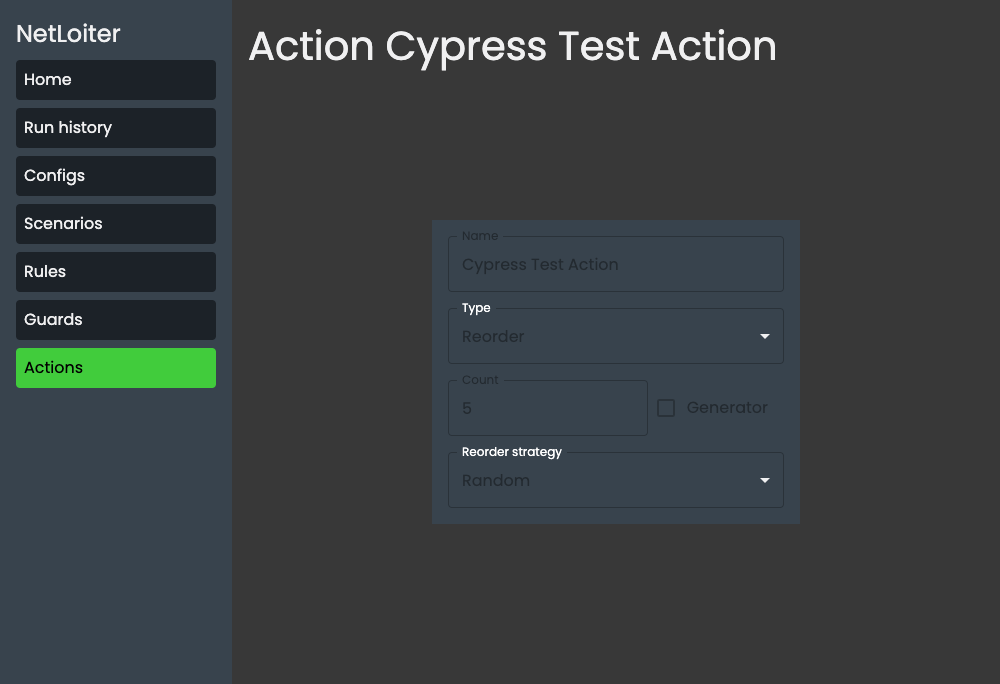 NetLoiter
Home
Run history
Configs
Scenarios
Rules
Guards
Actions
Action Cypress Test Action
Name
Cypress Test Action
Type
Reorder
Count
5
Generator
Reorder strategy
Random